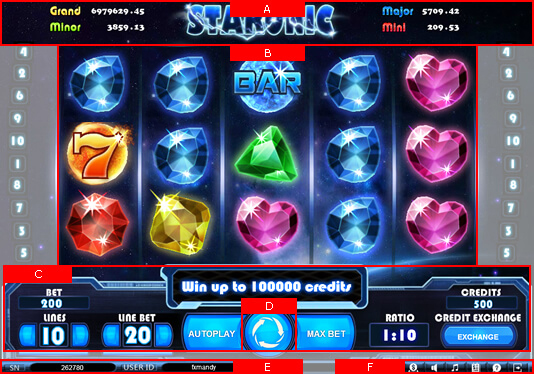 A
Grand 6979629.45
Minor 3859.13
STARONIC
Major 5709.42
Mini 209.53
B
4 4
2 2
6 6
9 9
10 10
1 1
8 8
7 7
3 3
5 5
BAR
7
C
Win up to 100000 credits
BET
200
CREDITS
500
D
LINES
10
LINE BET
20
AUTOPLAY
MAX BET
RATIO
1:10
CREDIT EXCHANGE
EXCHANGE
E
F
SN 262780 USER ID